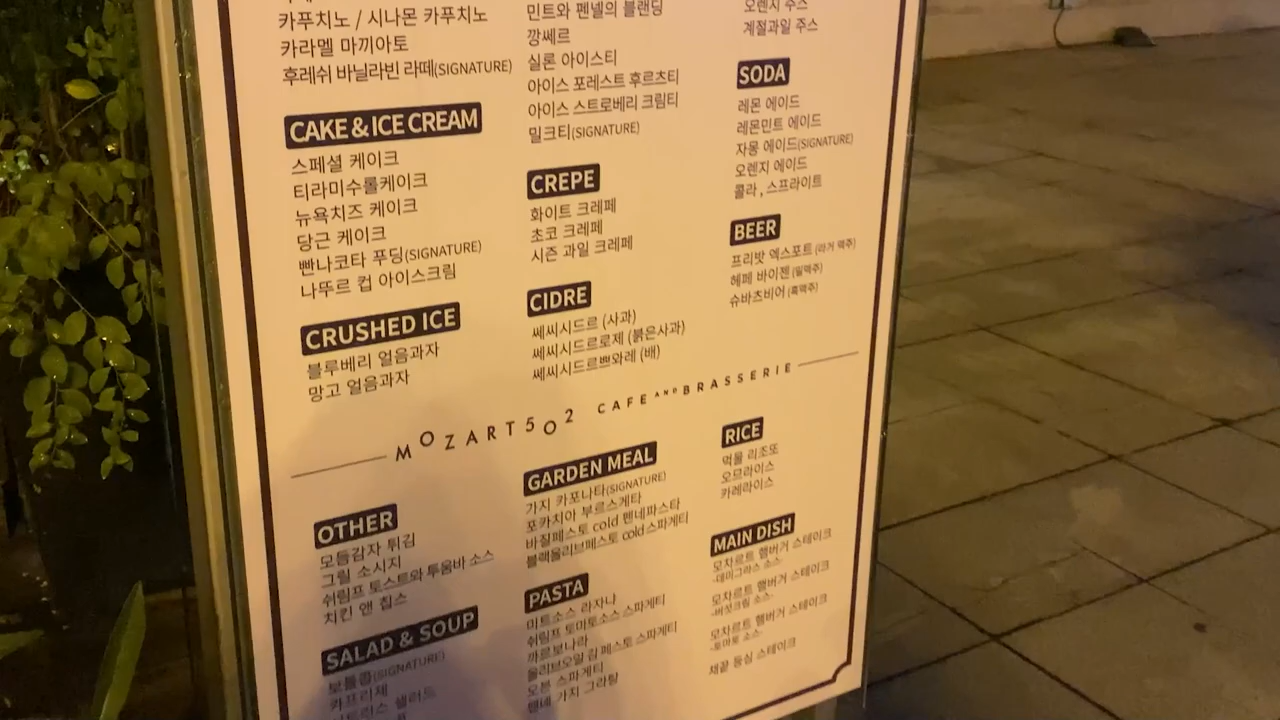 카푸치노 / 시나몬 카푸치노
카라멜 마끼아토
후레쉬 바닐라빈 라떼(SIGNATURE)
CAKE & ICE CREAM
스페셜 케이크
티라미수롤케이크
뉴욕치즈 케이크
당근 케이크
빤나코타 푸딩(SIGNATURE)
나뚜르 컵 아이스크림
CRUSHED ICE
블루베리 얼음과자
망고 얼음과자
민트와 펜넬의 블랜딩
깡쎄르
실론 아이스티
아이스 포레스트 후르츠티
아이스 스트로베리 크림티
밀크티(SIGNATURE)
CREPE
화이트 크레페
초코 크레페
시즌 과일 크레페
CIDRE
쎄씨시드르 (사과)
쎄씨시드르로제 (붉은사과)
쎄씨시드르쁘와레 (배)
오렌지 주스
계절과일 주스
SODA
레몬 에이드
레몬민트 에이드
자몽 에이드(SIGNATURE)
오렌지 에이드
콜라 , 스프라이트
BEER
프리밧 엑스포트 (라거 맥주)
헤페 바이젠 (밀맥주)
슈바츠비어 (흑맥주)
MOZART502 CAFE AND BRASSERIE
OTHER
모듬감자 튀김
그릴 소시지
쉬림프 토스트와 투움바 소스
치킨 앤 칩스
SALAD & SOUP
(SIGNATURE)
카프리제
샐러드
GARDEN MEAL
가지 카포나타(SIGNATURE)
포카치아 부르스게타
바질페스토 cold 펜네파스타
블랙올리브페스토 cold 스파게티
PASTA
미트소스 라자냐
쉬림프 토마토소스 스파게티
까르보나라
올리브오일 김 페스토 스파게티
오븐 스파게티
펜네 가지 그라탕
RICE
먹물 리조또
오므라이스
카레라이스
MAIN DISH
모차르트 햄버거 스테이크
-데미그라스 소스-
모차르트 햄버거 스테이크
-버섯크림 소스-
모차르트 햄버거 스테이크
-토마토 소스-
채끝 등심 스테이크